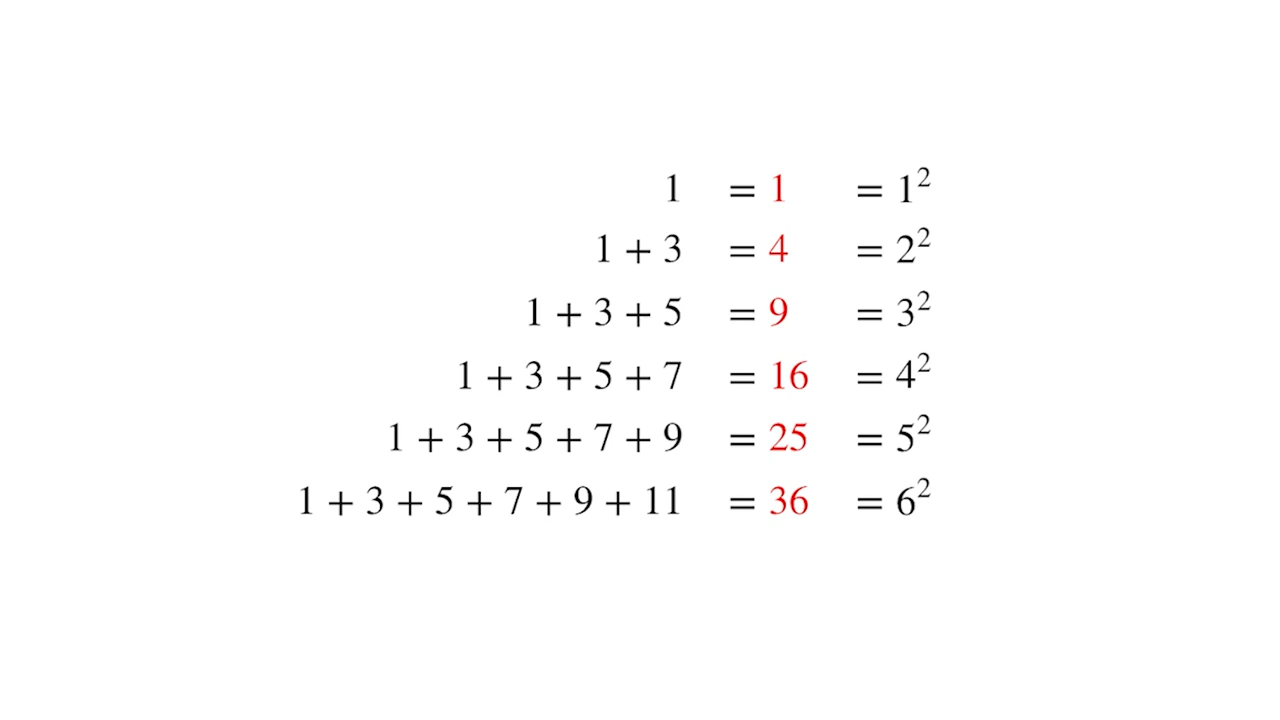 1 = 1 = 1²
1 + 3 = 4 = 2²
1 + 3 + 5 = 9 = 3²
1 + 3 + 5 + 7 = 16 = 4²
1 + 3 + 5 + 7 + 9 = 25 = 5²
1 + 3 + 5 + 7 + 9 + 11 = 36 = 6²